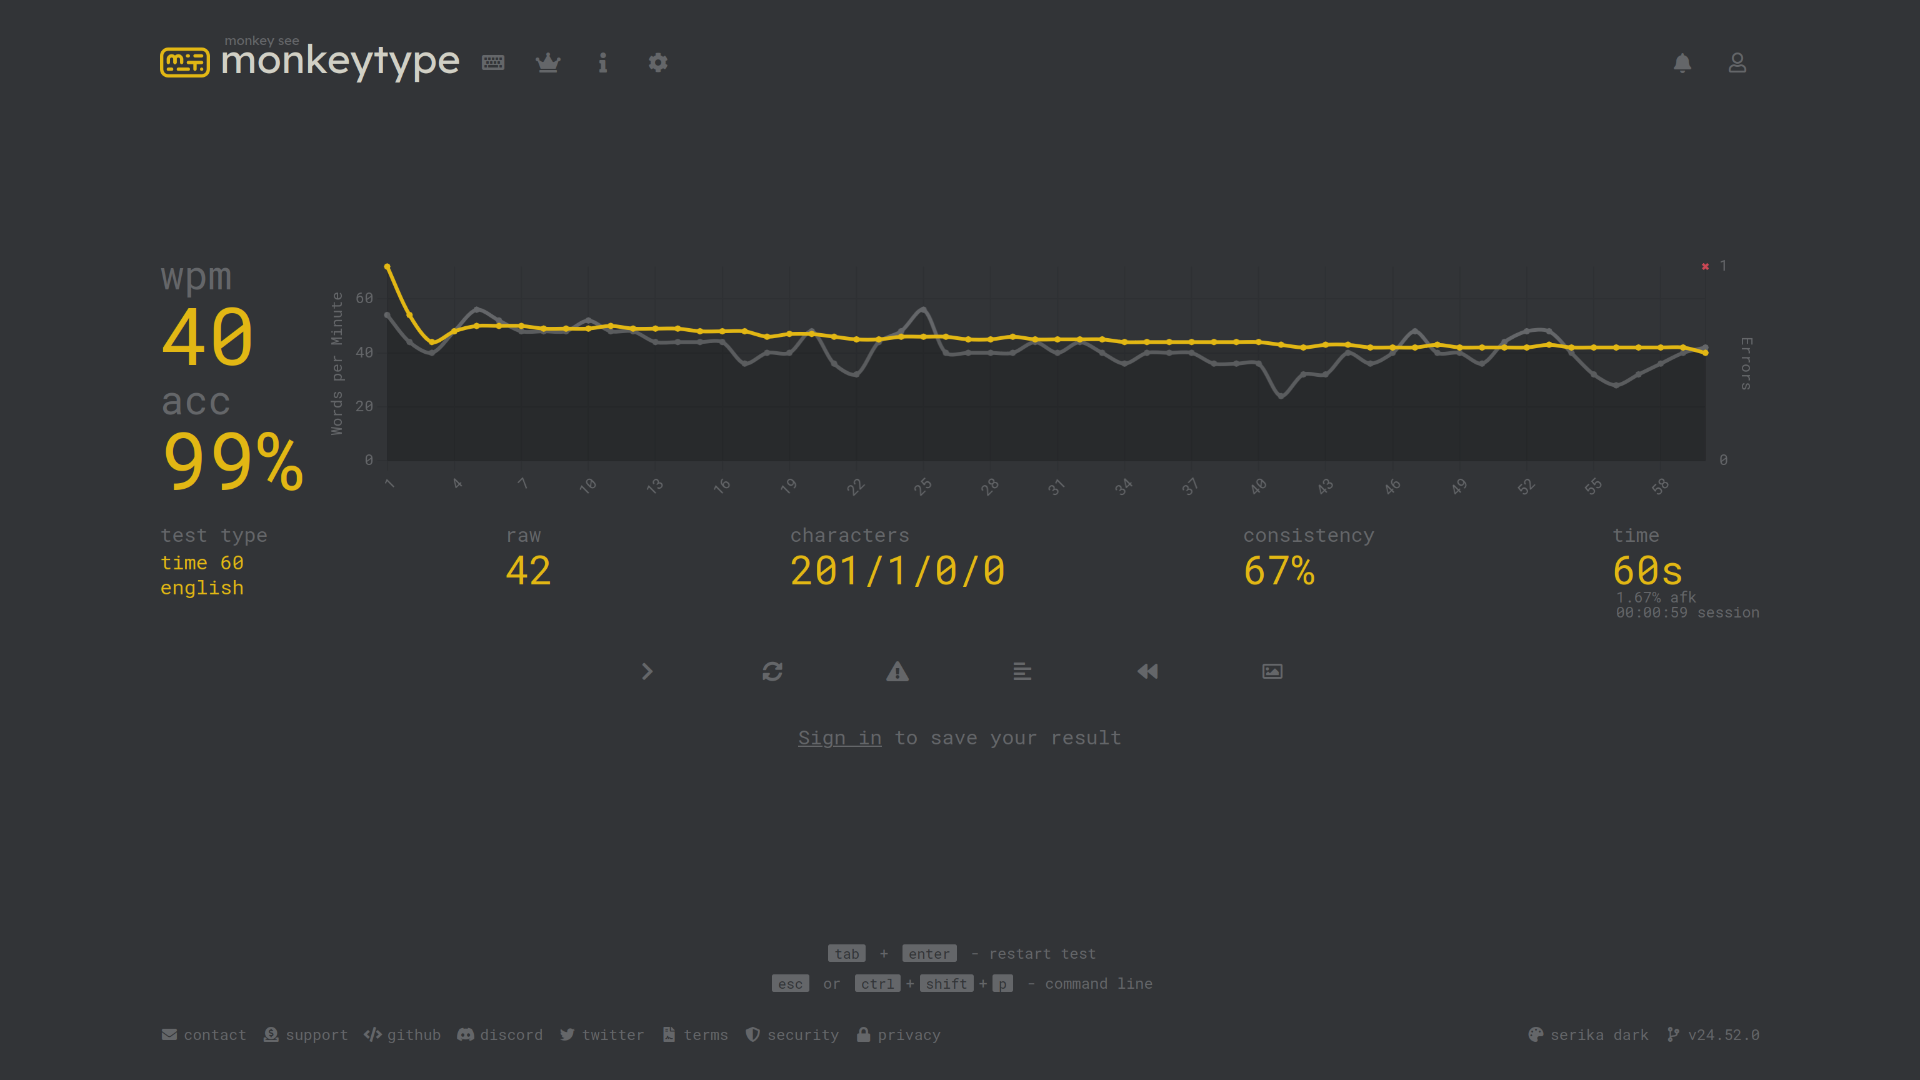 monkey see
monkeytype
wpm
40
acc
99%
Words per Minute
60
40
20
0
1
Errors
0
1 4 7 10 13 16 19 22 25 28 31 34 37 40 43 46 49 52 55 58
test type
time 60
english
raw
42
characters
201/1/0/0
consistency
67%
time
60s
1.67% afk
00:00:59 session
Sign in to save your result
tab + enter - restart test
esc or ctrl + shift + p - command line
contact support github discord twitter terms security privacy serika dark v24.52.0